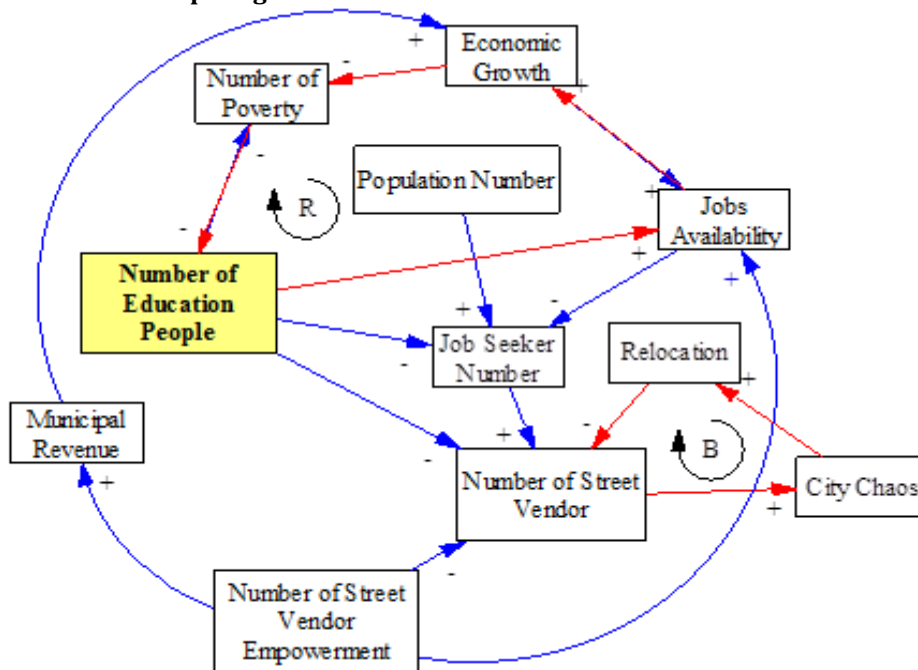 Economic
Growth
Number of
Poverty
Population Number
Jobs
Availability
Number of
Education
People
Job Seeker
Number
Relocation
Municipal
Revenue
Number of Street
Vendor
City Chaos
Number of Street
Vendor
Empowerment
R
B
+
-
+
-
+
-
+
+
-
+
-
+
-
+
-
+
+
-